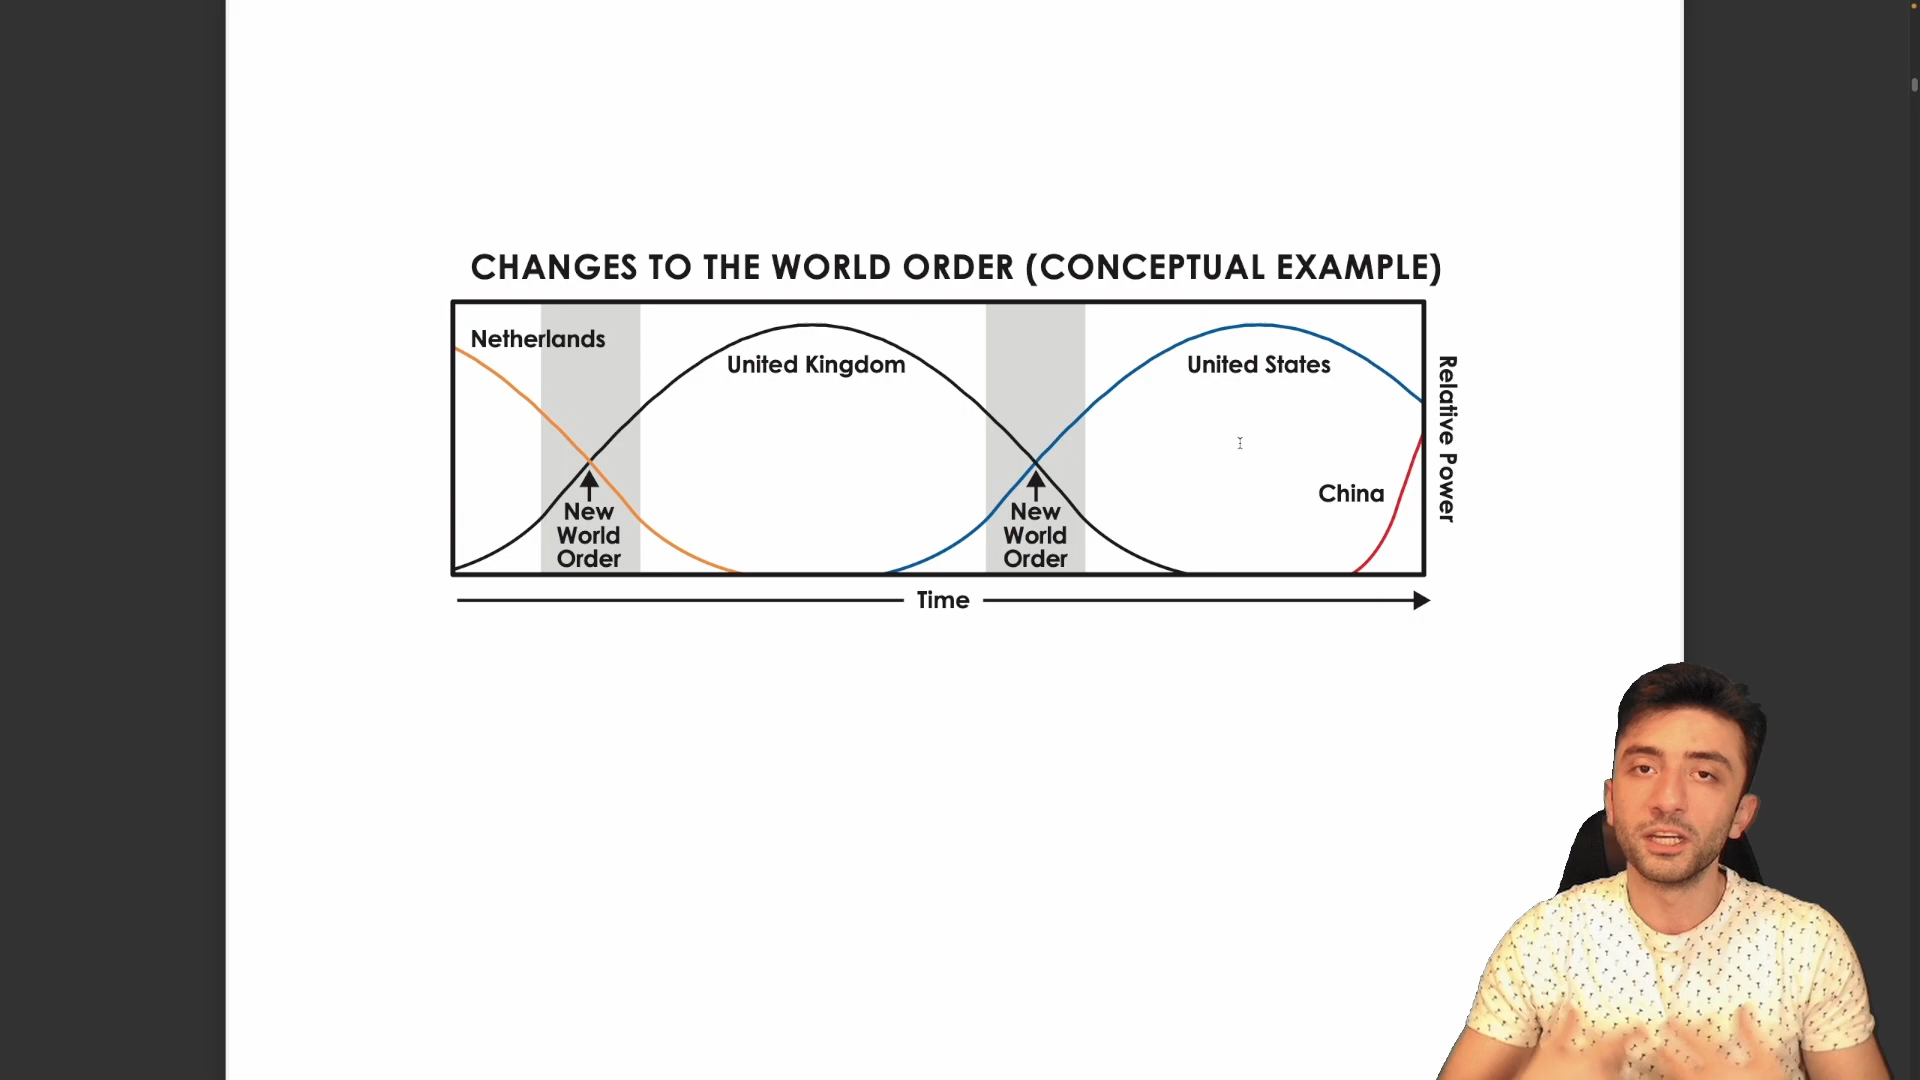 CHANGES TO THE WORLD ORDER (CONCEPTUAL EXAMPLE)
Netherlands
United Kingdom
United States
China
New
World
Order
New
World
Order
Relative Power
Time